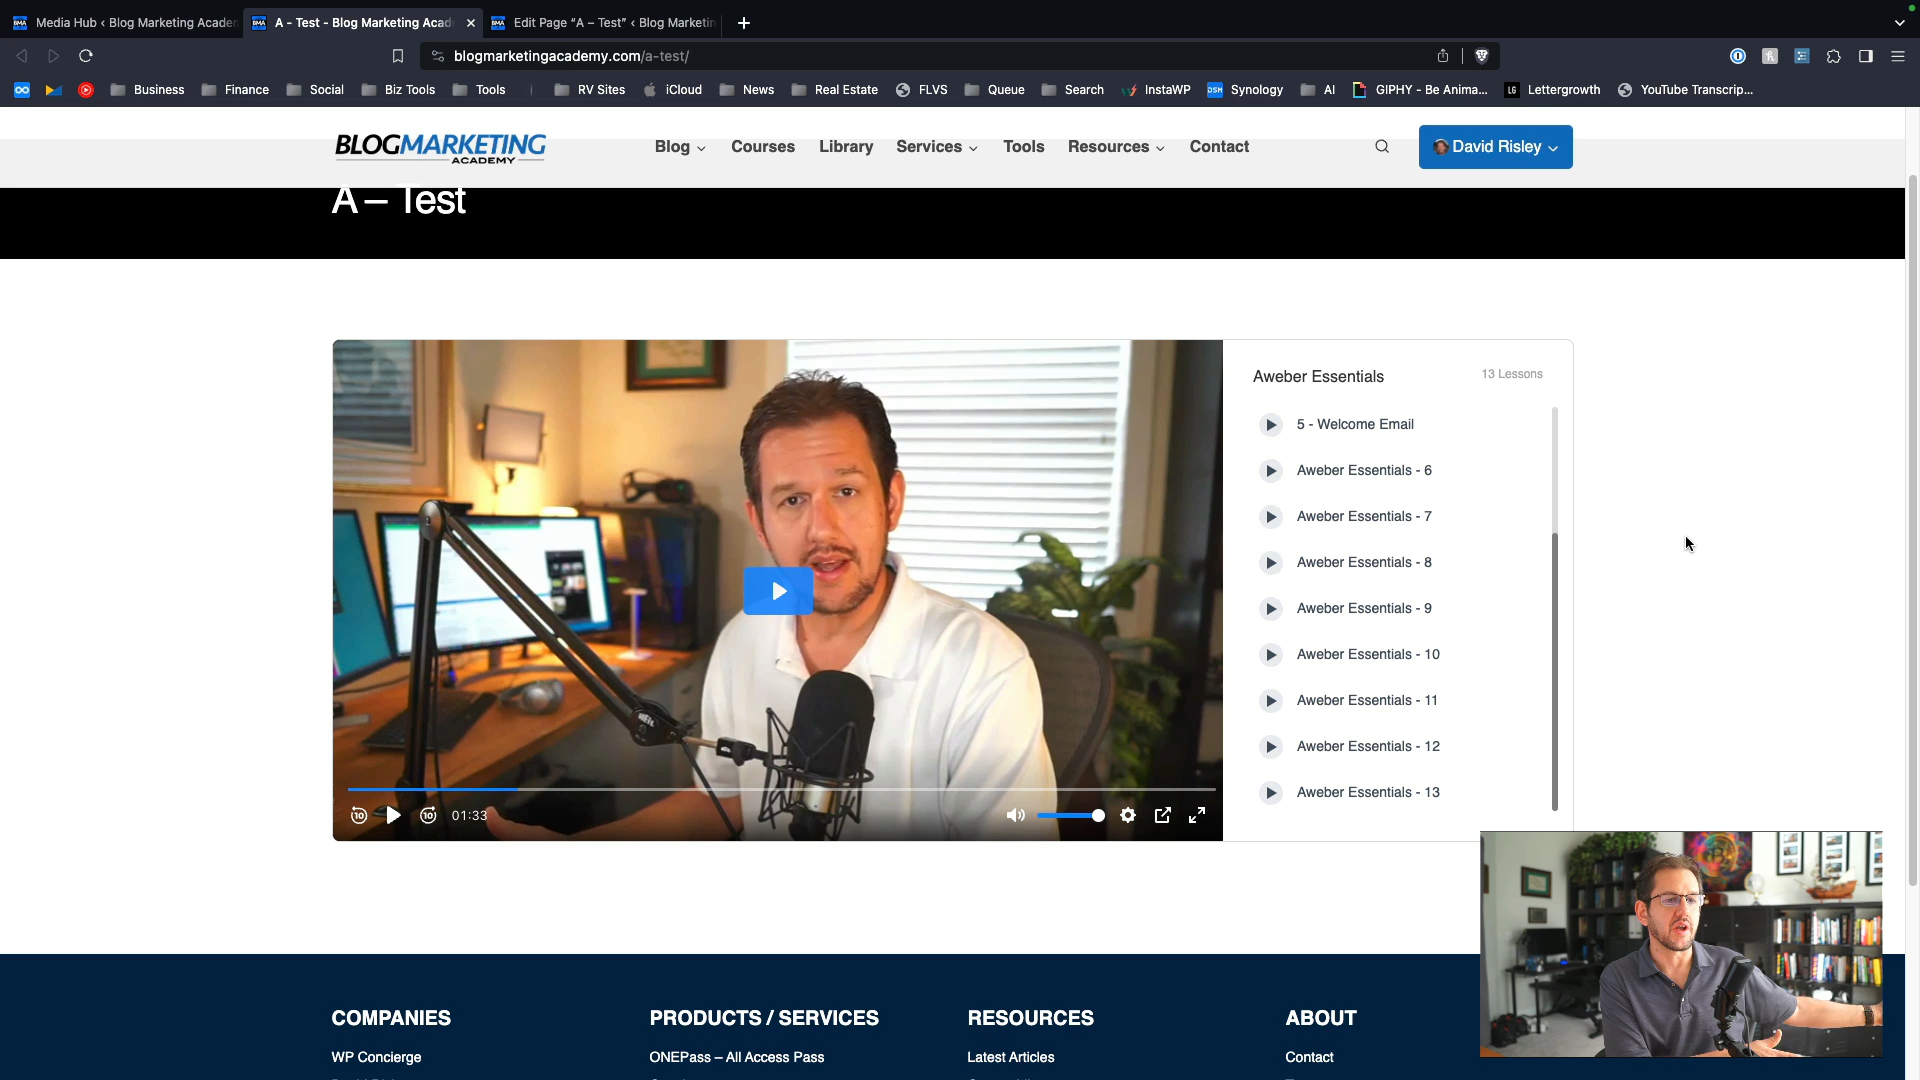 Media Hub < Blog Marketing Academ
A - Test - Blog Marketing Acad
Edit Page "A – Test" < Blog Marketin
blogmarketingacademy.com/a-test/
Business
Finance
Social
Biz Tools
Tools
RV Sites
iCloud
News
Real Estate
FLVS
Queue
Search
InstaWP
DSM
Synology
AI
GIPHY - Be Anima...
LG
Lettergrowth
YouTube Transcrip...
BLOGMARKETING
ACADEMY
Blog
Courses
Library
Services
Tools
Resources
Contact
David Risley
A – Test
Aweber Essentials
13 Lessons
5 - Welcome Email
Aweber Essentials - 6
Aweber Essentials - 7
Aweber Essentials - 8
Aweber Essentials - 9
Aweber Essentials - 10
Aweber Essentials - 11
Aweber Essentials - 12
Aweber Essentials - 13
10
10
01:33
COMPANIES
PRODUCTS / SERVICES
RESOURCES
ABOUT
WP Concierge
ONEPass – All Access Pass
Latest Articles
Contact